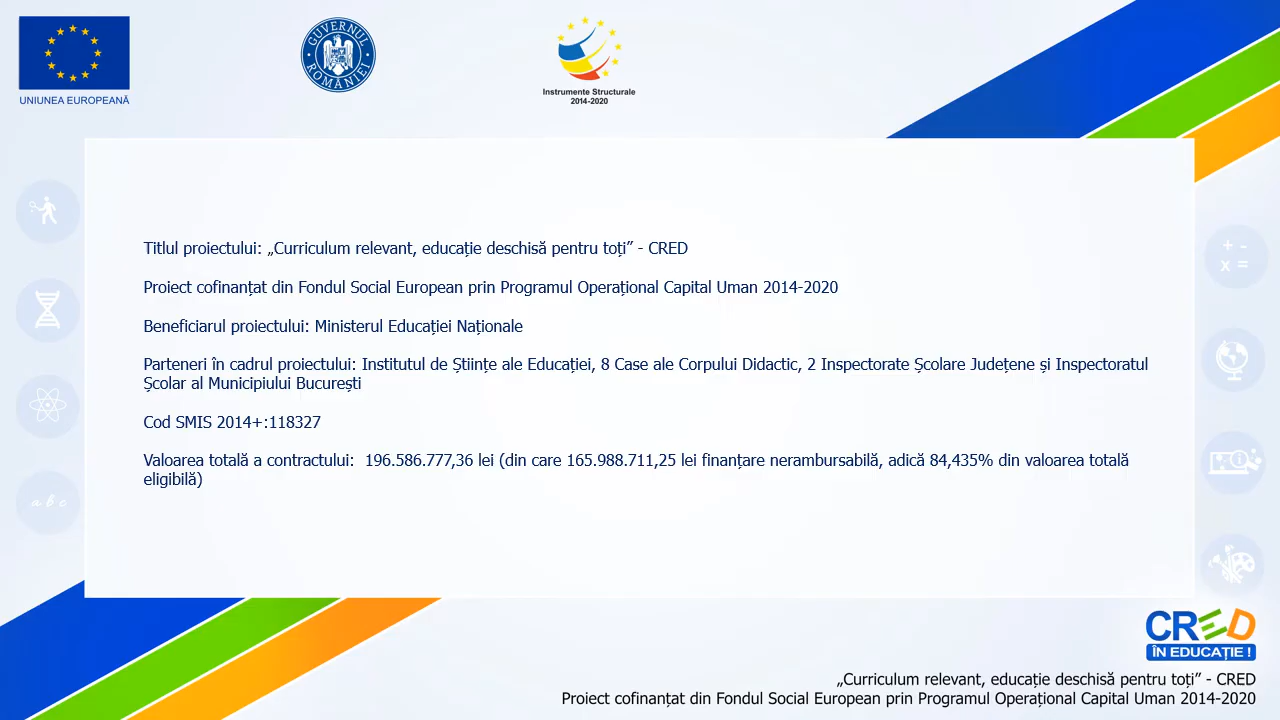 UNIUNEA EUROPEANĂ
GUVERNUL ROMÂNIEI
Instrumente Structurale
2014-2020
Titlul proiectului: „Curriculum relevant, educație deschisă pentru toți” - CRED
Proiect cofinanțat din Fondul Social European prin Programul Operațional Capital Uman 2014-2020
Beneficiarul proiectului: Ministerul Educației Naționale
Parteneri în cadrul proiectului: Institutul de Științe ale Educației, 8 Case ale Corpului Didactic, 2 Inspectorate Școlare Județene și Inspectoratul
Școlar al Municipiului București
Cod SMIS 2014+:118327
Valoarea totală a contractului:  196.586.777,36 lei (din care 165.988.711,25 lei finanțare nerambursabilă, adică 84,435% din valoarea totală
eligibilă)
+ -
x =
a b c
CRED
ÎN EDUCAȚIE !
„Curriculum relevant, educație deschisă pentru toți” - CRED
Proiect cofinanțat din Fondul Social European prin Programul Operațional Capital Uman 2014-2020